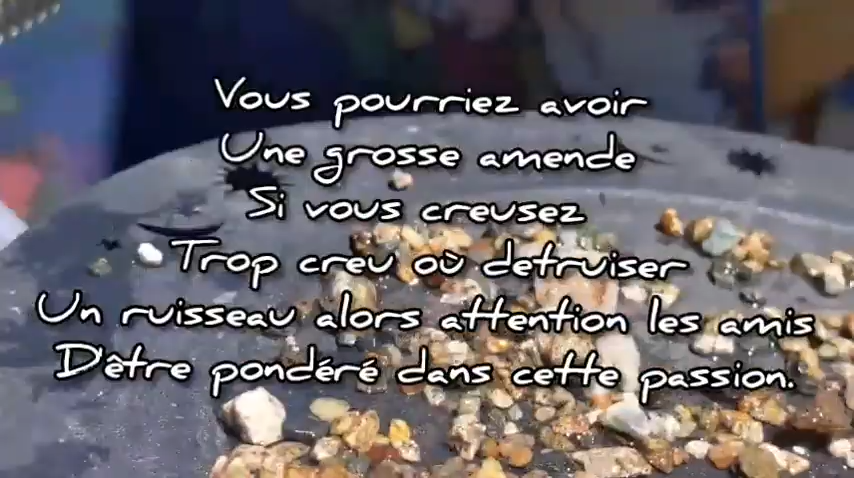 Vous pourriez avoir
Une grosse amende
Si vous creusez
Trop creu où detruiser
Un ruisseau alors attention les amis
D'être pondéré dans cette passion.